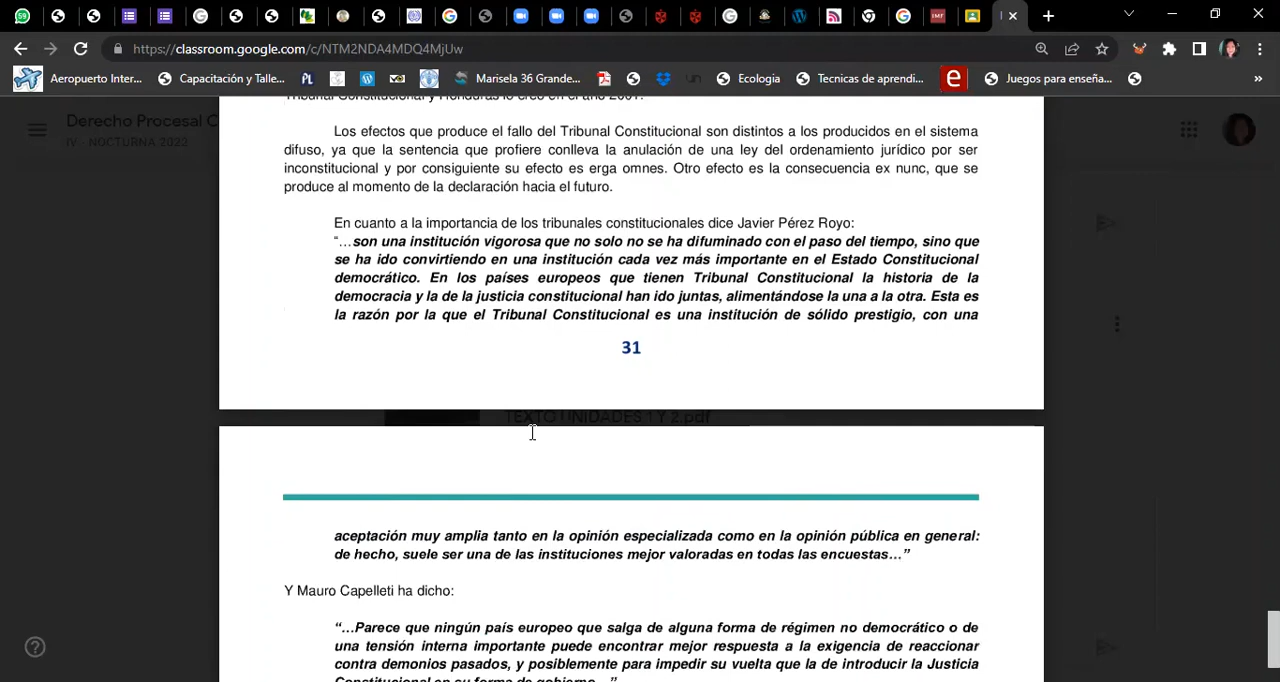 59
https://classroom.google.com/c/NTM2NDA4MDQ4MjUw
Aeropuerto Inter...
Capacitación y Talle...
Marisela 36 Grande...
Ecologia
Tecnicas de aprendi...
Juegos para enseña...
»
Derecho Procesal C
IV - NOCTURNA 2022
Tribunal Constitucional y Honduras lo creó en el año 2001.
Los efectos que produce el fallo del Tribunal Constitucional son distintos a los producidos en el sistema
difuso, ya que la sentencia que profiere conlleva la anulación de una ley del ordenamiento jurídico por ser
inconstitucional y por consiguiente su efecto es erga omnes. Otro efecto es la consecuencia ex nunc, que se
produce al momento de la declaración hacia el futuro.
En cuanto a la importancia de los tribunales constitucionales dice Javier Pérez Royo:
“…son una institución vigorosa que no solo no se ha difuminado con el paso del tiempo, sino que
se ha ido convirtiendo en una institución cada vez más importante en el Estado Constitucional
democrático. En los países europeos que tienen Tribunal Constitucional la historia de la
democracia y la de la justicia constitucional han ido juntas, alimentándose la una a la otra. Esta es
la razón por la que el Tribunal Constitucional es una institución de sólido prestigio, con una
31
TEXTO UNIDADES 1 Y 2.pdf
aceptación muy amplia tanto en la opinión especializada como en la opinión pública en general:
de hecho, suele ser una de las instituciones mejor valoradas en todas las encuestas…”
Y Mauro Capelleti ha dicho:
“…Parece que ningún país europeo que salga de alguna forma de régimen no democrático o de
una tensión interna importante puede encontrar mejor respuesta a la exigencia de reaccionar
contra demonios pasados, y posiblemente para impedir su vuelta que la de introducir la Justicia
Constitucional en su forma de gobierno…”